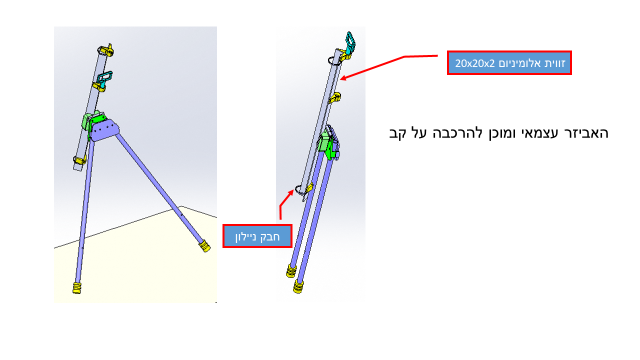 זווית אלומיניום 20x20x2
האביזר עצמאי ומוכן להרכבה על קב
חבק ניילון